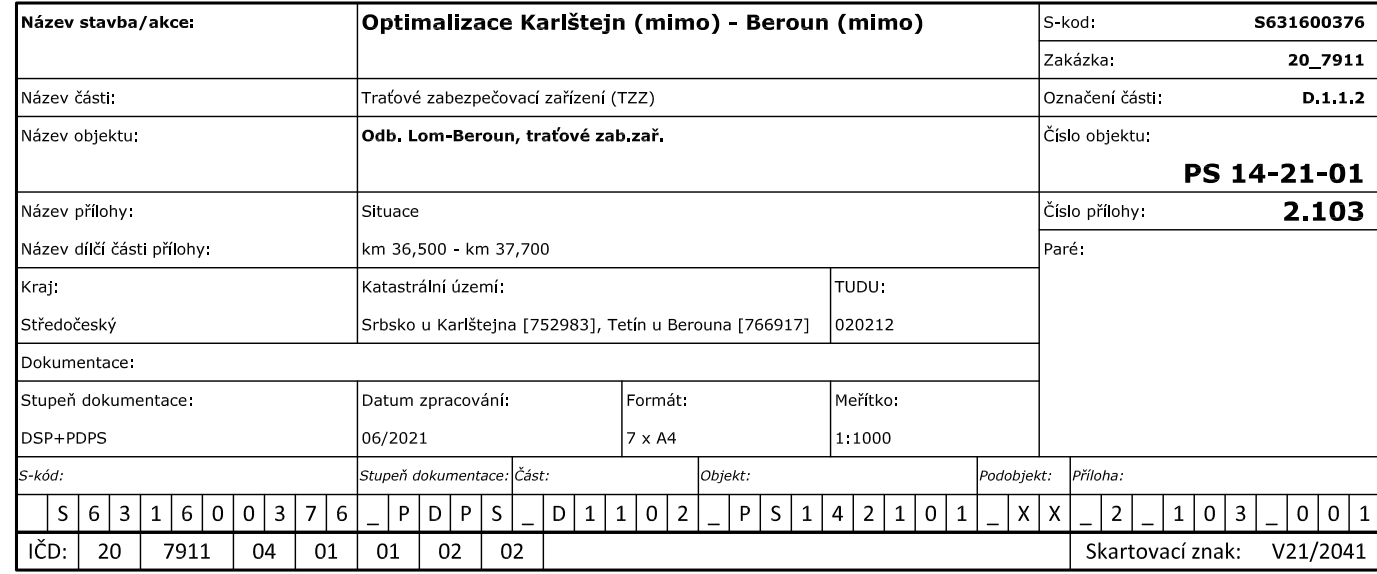 Název stavba/akce: Optimalizace Karlštejn (mimo) - Beroun (mimo) S-kod: S631600376
Zakázka: 20_7911
Název části: Traťové zabezpečovací zařízení (TZZ) Označení části: D.1.1.2
Název objektu: Odb. Lom-Beroun, traťové zab.zař. Číslo objektu:
PS 14-21-01
Název přílohy: Situace Číslo přílohy: 2.103
Název dílčí části přílohy: km 36,500 - km 37,700 Paré:
Kraj: Katastrální území: TUDU:
Středočeský Srbsko u Karlštejna [752983], Tetín u Berouna [766917] 020212
Dokumentace:
Stupeň dokumentace: Datum zpracování: Formát: Meřítko:
DSP+PDPS 06/2021 7 x A4 1:1000
S-kód: Stupeň dokumentace: Část: Objekt: Podobjekt: Příloha:
S 6 3 1 6 0 0 3 7 6 _ P D P S _ D 1 1 0 2 _ P S 1 4 2 1 0 1 _ X X _ 2 _ 1 0 3 _ 0 0 1
IČD: 20 7911 04 01 01 02 02 Skartovací znak: V21/2041